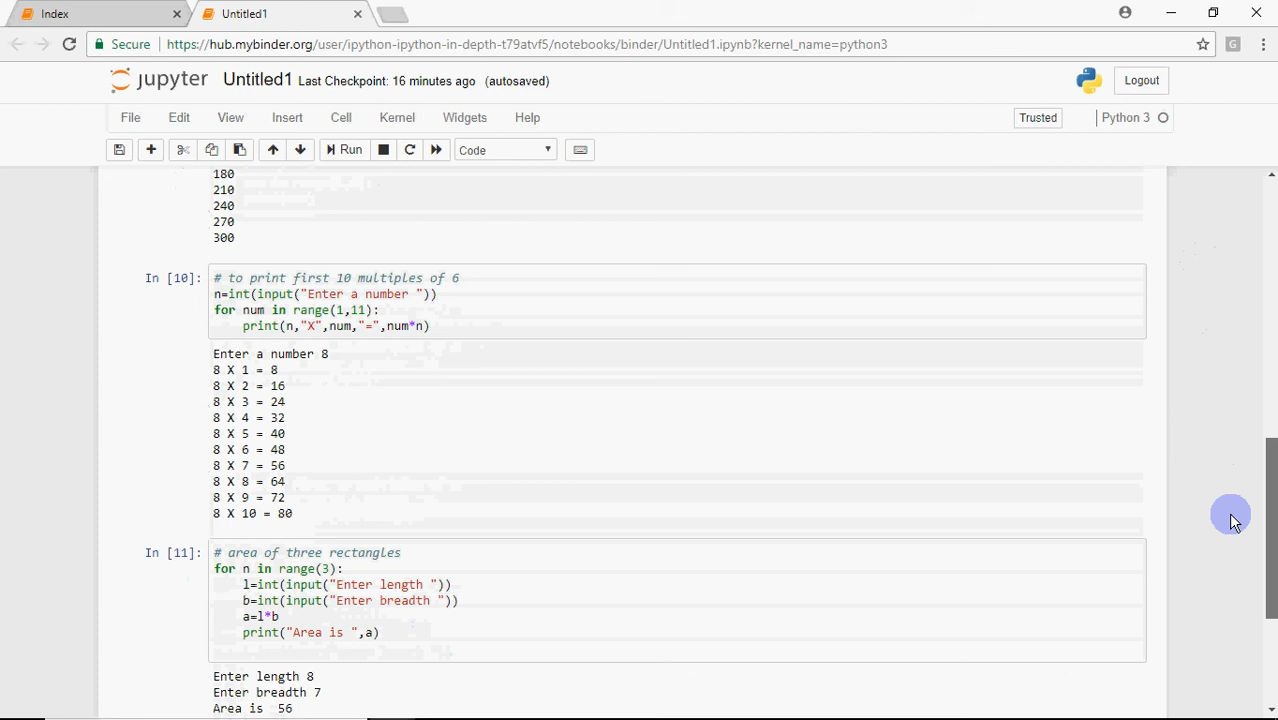 Index
Untitled1
Secure
https://hub.mybinder.org/user/ipython-ipython-in-depth-t79atvf5/notebooks/binder/Untitled1.ipynb?kernel_name=python3
G
jupyter Untitled1 Last Checkpoint: 16 minutes ago (autosaved)
Logout
File Edit View Insert Cell Kernel Widgets Help
Trusted
Python 3
Run
Code
180
210
240
270
300
In [10]: # to print first 10 multiples of 6
n=int(input("Enter a number "))
for num in range(1,11):
    print(n,"X",num,"=",num*n)
Enter a number 8
8 X 1 = 8
8 X 2 = 16
8 X 3 = 24
8 X 4 = 32
8 X 5 = 40
8 X 6 = 48
8 X 7 = 56
8 X 8 = 64
8 X 9 = 72
8 X 10 = 80
In [11]: # area of three rectangles
for n in range(3):
    l=int(input("Enter length "))
    b=int(input("Enter breadth "))
    a=l*b
    print("Area is ",a)
Enter length 8
Enter breadth 7
Area is  56